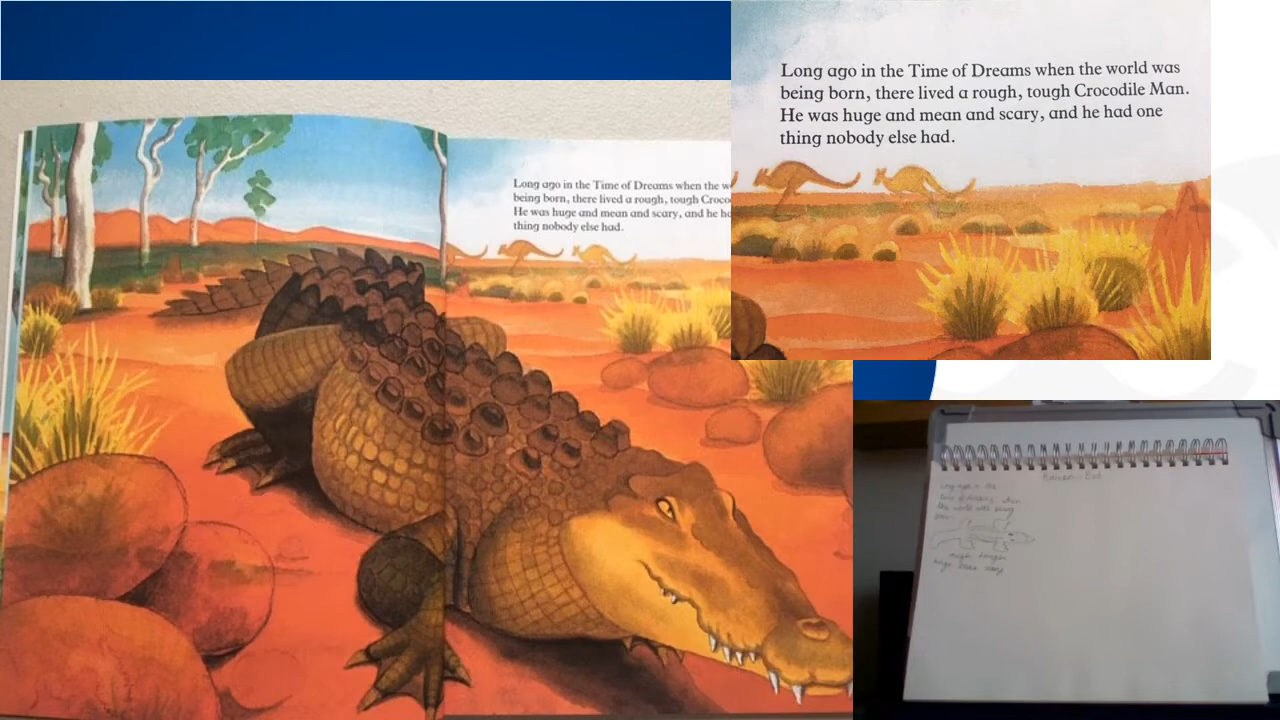 Long ago in the Time of Dreams when the world was
being born, there lived a rough, tough Crocodile Man.
He was huge and mean and scary, and he had one
thing nobody else had.
Long ago in the Time of Dreams when the w
being born, there lived a rough, tough Croco
He was huge and mean and scary, and he h
thing nobody else had.
Long ago in the
time of dreams when
the world was being
born
rough tough
huge mean scary